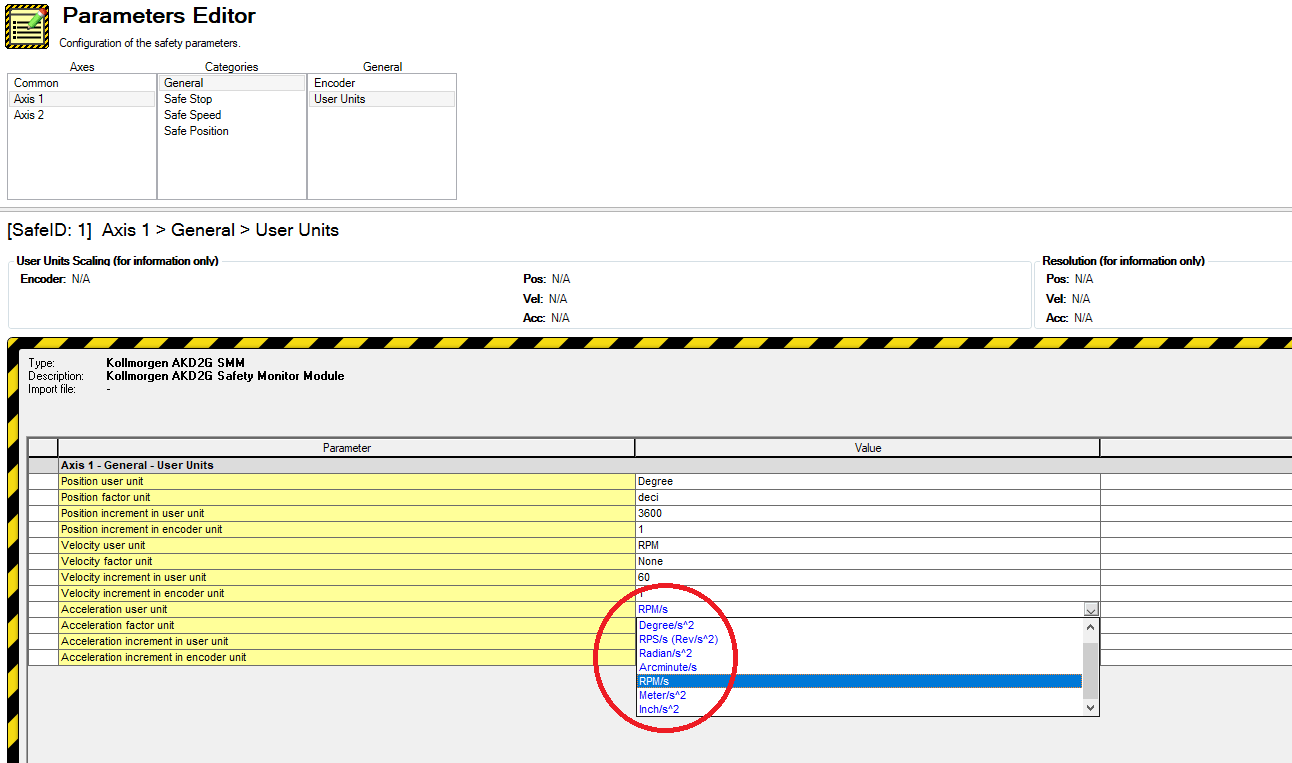 Parameters Editor
Configuration of the safety parameters.
Axes Categories General
Common General Encoder
Axis 1 Safe Stop User Units
Axis 2 Safe Speed
Safe Position
[SafeID: 1] Axis 1 > General > User Units
User Units Scaling (for information only) Resolution (for information only)
Encoder: N/A Pos: N/A Pos: N/A
Vel: N/A Vel: N/A
Acc: N/A Acc: N/A
Type: Kollmorgen AKD2G SMM
Description: Kollmorgen AKD2G Safety Monitor Module
Import file: -
Parameter Value
Axis 1 - General - User Units
Position user unit Degree
Position factor unit deci
Position increment in user unit 3600
Position increment in encoder unit 1
Velocity user unit RPM
Velocity factor unit None
Velocity increment in user unit 60
Velocity increment in encoder unit 1
Acceleration user unit RPM/s
Acceleration factor unit Degree/s^2
Acceleration increment in user unit RPS/s (Rev/s^2)
Acceleration increment in encoder unit Radian/s^2
Arcminute/s
RPM/s
Meter/s^2
Inch/s^2